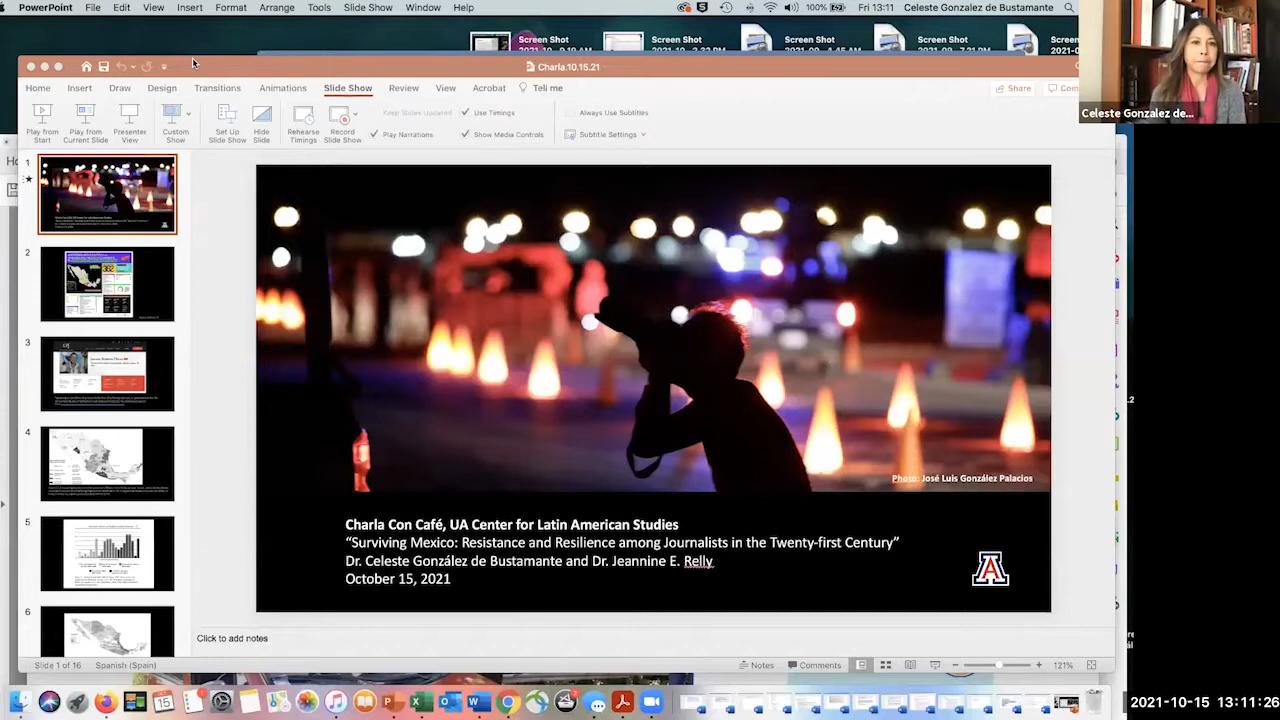 Insert Format Arrange Tools Slide Show Window Help
100% Fri 13:11 Celeste Gonzalez de Bustamante
Screen Shot
Screen Shot
Screen Shot
Screen Shot
Screen
Charla.10.15.21
Home Insert Draw Design Transitions Animations Slide Show Review View Acrobat Tell me
Share
Play from Start
Play from Current Slide
Presenter View
Custom Show
Set Up Slide Show
Hide Slide
Rehearse Timings
Record Slide Show
Keep Slides Updated
Use Timings
Play Narrations
Show Media Controls
Always Use Subtitles
Subtitle Settings
Celeste Gonzalez de...
1
2
3
4
5
6
Photo: José Luis González Palacios
Charla Con Café, UA Center for Latin American Studies
“Surviving Mexico: Resistance and Resilience among Journalists in the Twenty-first Century”
Dr. Celeste González de Bustamante and Dr. Jeannine E. Relly
October 15, 2021
A
Click to add notes
Slide 1 of 16 Spanish (Spain)
Notes Comments 121%
2021-10-15 13:11:26